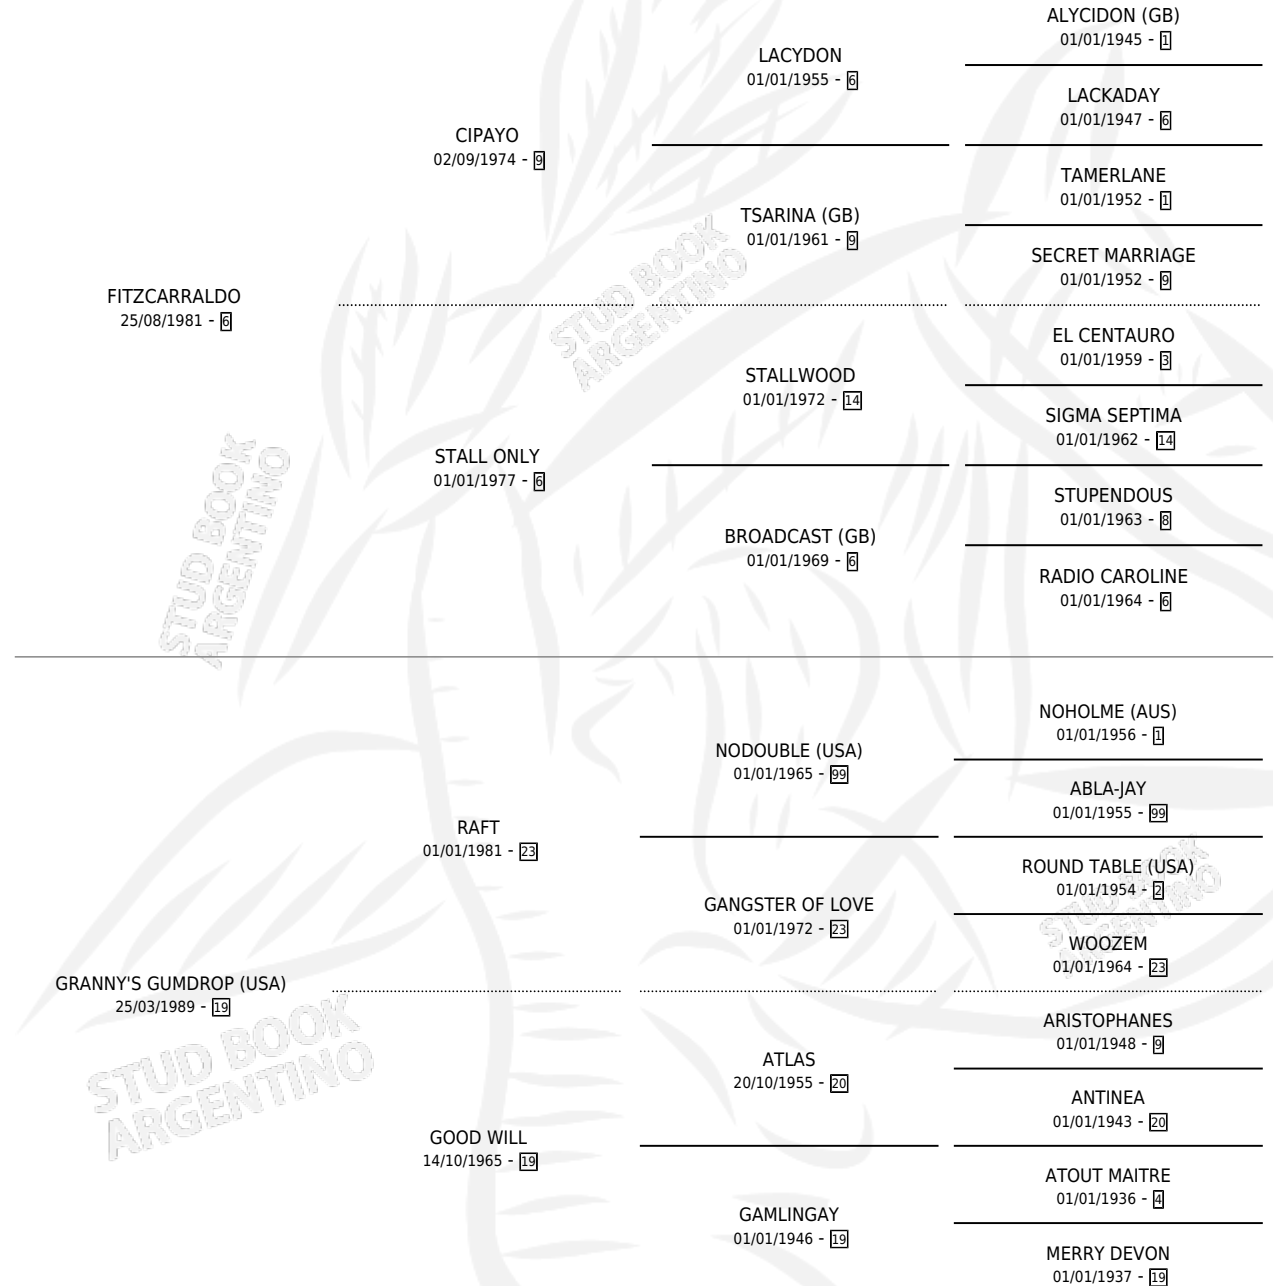 ALYCIDON (GB)
01/01/1945 - 1
LACYDON
01/01/1955 - 6
LACKADAY
01/01/1947 - 6
CIPAYO
02/09/1974 - 9
TAMERLANE
01/01/1952 - 1
TSARINA (GB)
01/01/1961 - 9
SECRET MARRIAGE
01/01/1952 - 9
FITZCARRALDO
25/08/1981 - 6
EL CENTAURO
01/01/1959 - 3
STALLWOOD
01/01/1972 - 14
SIGMA SEPTIMA
01/01/1962 - 14
STALL ONLY
01/01/1977 - 6
STUPENDOUS
01/01/1963 - 8
BROADCAST (GB)
01/01/1969 - 6
RADIO CAROLINE
01/01/1964 - 6
STUD BOOK
ARGENTINO
STUD BOOK
ARGENTINO
NOHOLME (AUS)
01/01/1956 - 1
NODOUBLE (USA)
01/01/1965 - 99
ABLA-JAY
01/01/1955 - 99
RAFT
01/01/1981 - 23
ROUND TABLE (USA)
01/01/1954 - 2
GANGSTER OF LOVE
01/01/1972 - 23
WOOZEM
01/01/1964 - 23
GRANNY'S GUMDROP (USA)
25/03/1989 - 19
ARISTOPHANES
01/01/1948 - 9
ATLAS
20/10/1955 - 20
ANTINEA
01/01/1943 - 20
GOOD WILL
14/10/1965 - 19
ATOUT MAITRE
01/01/1936 - 4
GAMLINGAY
01/01/1946 - 19
MERRY DEVON
01/01/1937 - 19
STUD BOOK
ARGENTINO
STUD BOOK
ARGENTINO